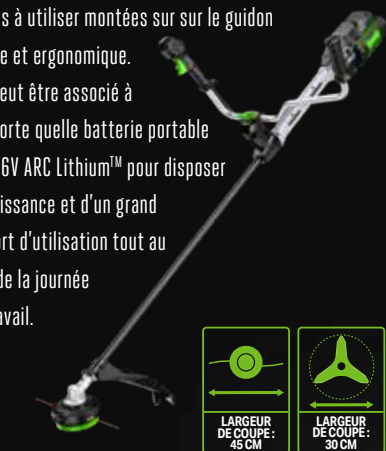 s à utiliser montées sur sur le guidon
e et ergonomique.
eut être associé à
orte quelle batterie portable
6V ARC Lithium™ pour disposer
issance et d'un grand
rt d'utilisation tout au
de la journée
avail.
LARGEUR
DE COUPE :
45 CM
LARGEUR
DE COUPE :
30 CM